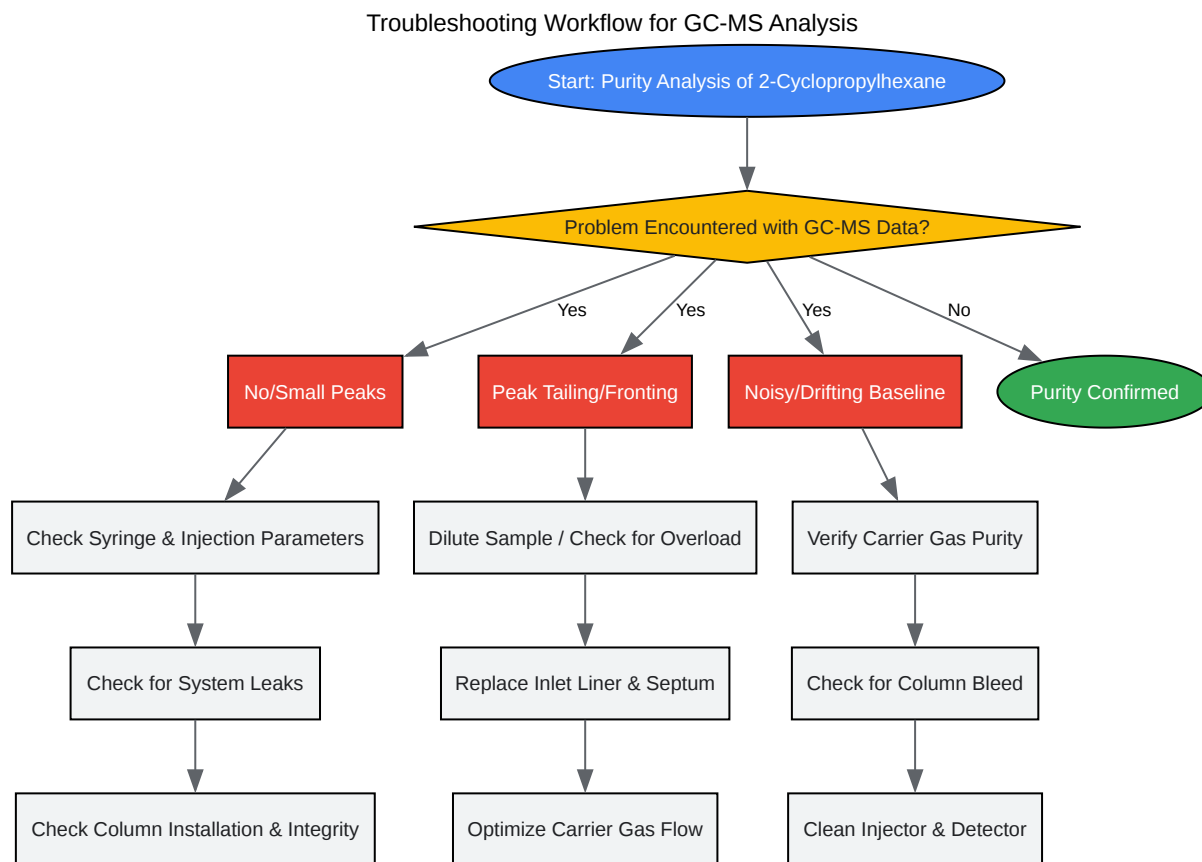 Troubleshooting Workflow for GC-MS Analysis
Start: Purity Analysis of 2-Cyclopropylhexane
Problem Encountered with GC-MS Data?
Yes
Yes
Yes
No
No/Small Peaks
Peak Tailing/Fronting
Noisy/Drifting Baseline
Purity Confirmed
Check Syringe & Injection Parameters
Dilute Sample / Check for Overload
Verify Carrier Gas Purity
Check for System Leaks
Replace Inlet Liner & Septum
Check for Column Bleed
Check Column Installation & Integrity
Optimize Carrier Gas Flow
Clean Injector & Detector